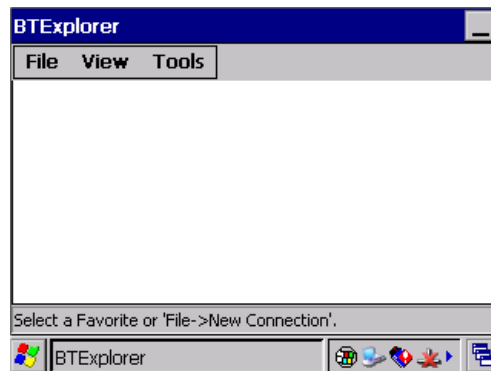 BTExplorer
File View Tools
Select a Favorite or 'File->New Connection'.
BTExplorer